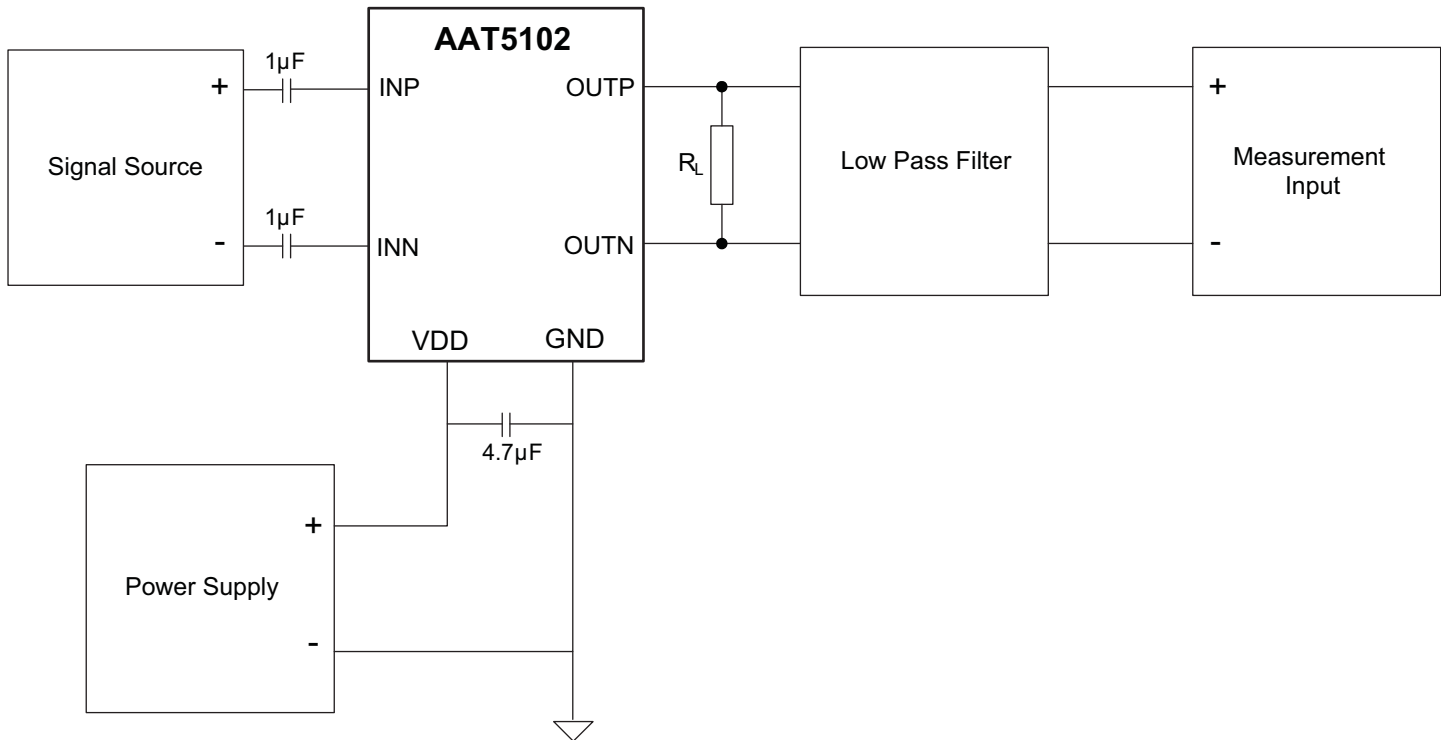 AAT5102
1µF
+
INP
OUTP
+
Signal Source
R_L
Low Pass Filter
Measurement
Input
1µF
-
INN
OUTN
-
VDD
GND
4.7µF
+
Power Supply
-